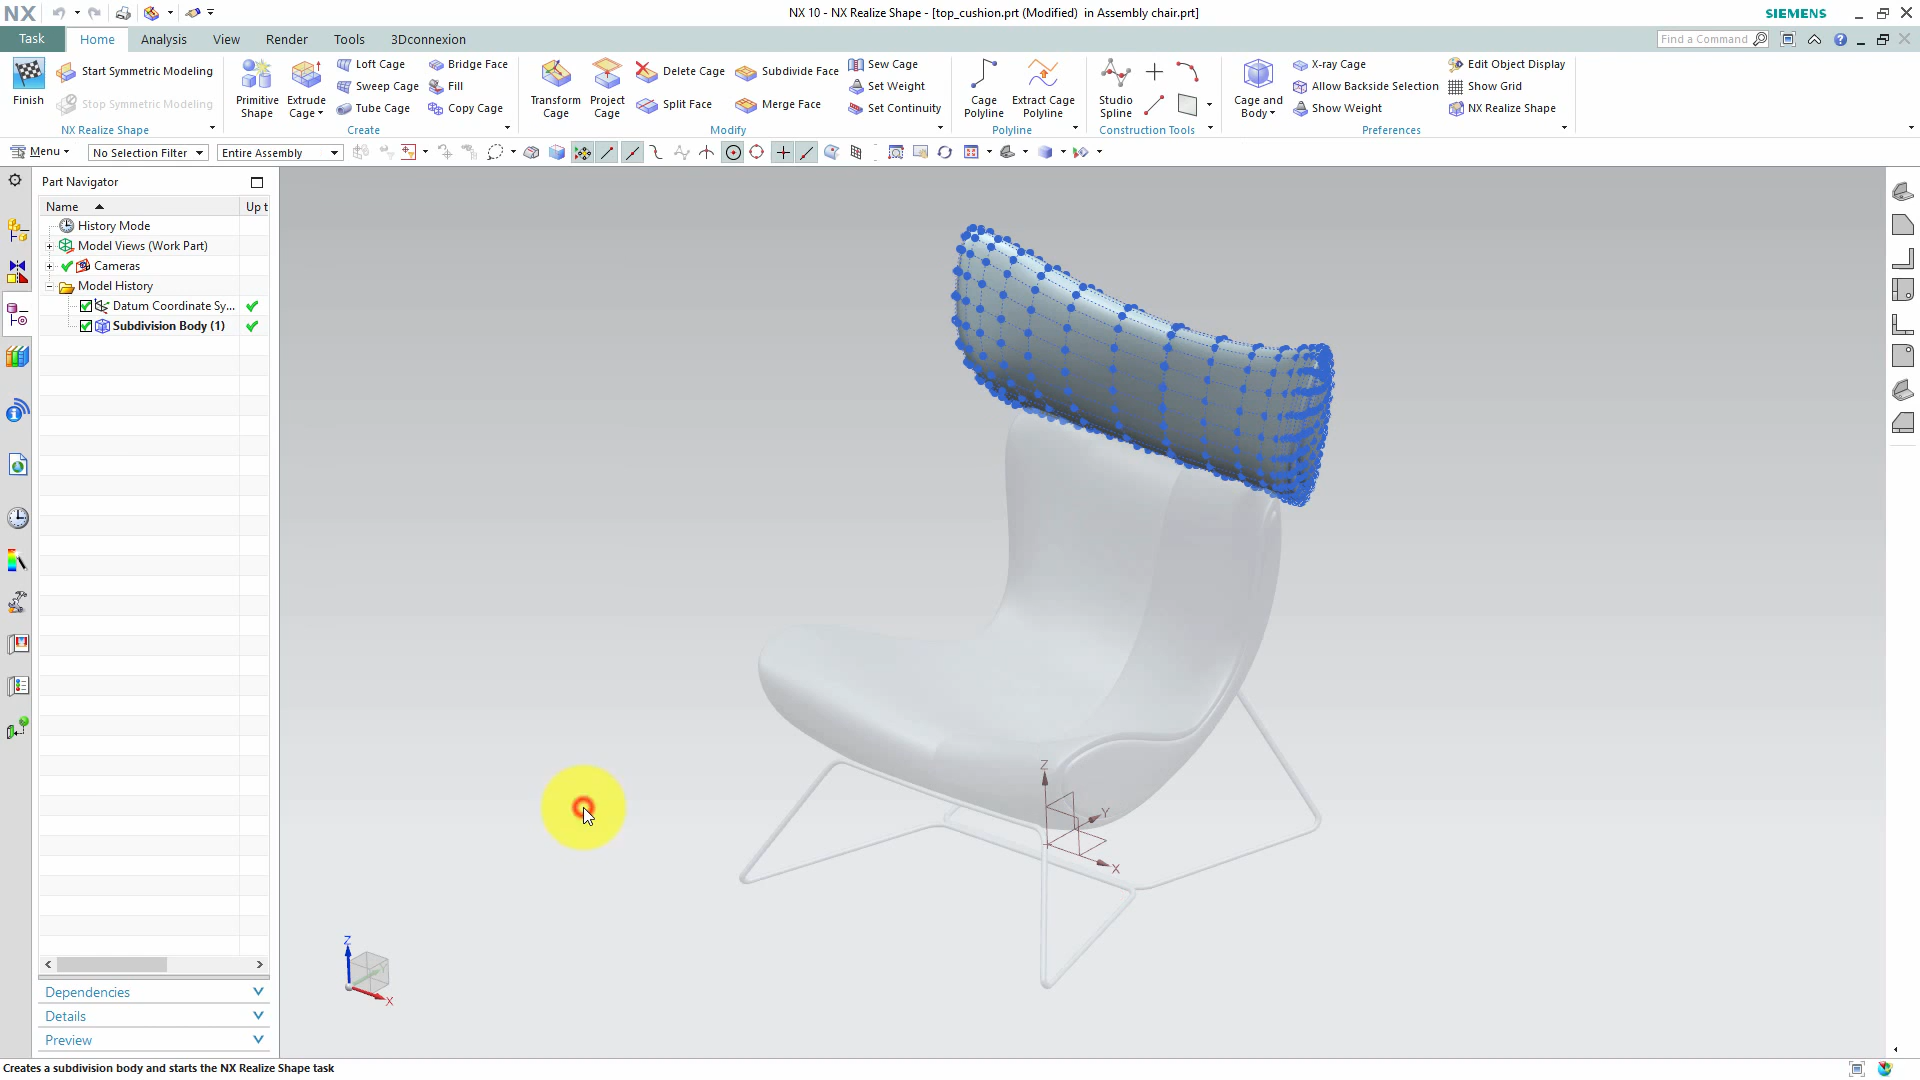 NX
NX 10 - NX Realize Shape - [top_cushion.prt (Modified)  in Assembly chair.prt]
SIEMENS
Task
Home
Analysis
View
Render
Tools
3Dconnexion
Find a Command
Finish
Start Symmetric Modeling
Stop Symmetric Modeling
NX Realize Shape
Primitive
Shape
Extrude
Cage
Loft Cage
Sweep Cage
Tube Cage
Bridge Face
Fill
Copy Cage
Create
Transform
Cage
Project
Cage
Delete Cage
Split Face
Subdivide Face
Merge Face
Sew Cage
Set Weight
Set Continuity
Modify
Cage
Polyline
Extract Cage
Polyline
Polyline
Studio
Spline
Construction Tools
Cage and
Body
X-ray Cage
Allow Backside Selection
Show Weight
Edit Object Display
Show Grid
NX Realize Shape
Preferences
Menu
No Selection Filter
Entire Assembly
Part Navigator
Name
Up t
History Mode
Model Views (Work Part)
Cameras
Model History
Datum Coordinate Sy...
Subdivision Body (1)
Z
Y
X
Z
X
Dependencies
Details
Preview
Creates a subdivision body and starts the NX Realize Shape task